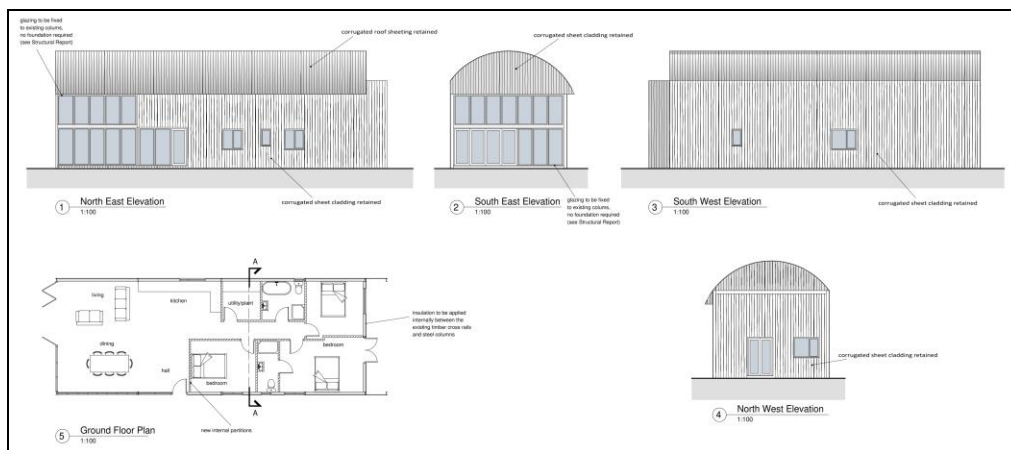 glazing to be fixed
to existing colums,
no foundation required
(see Structural Report)
corrugated roof sheeting retained
corrugated sheet cladding retained
1
North East Elevation
1:100
corrugated sheet cladding retained
2
South East Elevation
1:100
glazing to be fixed
to existing colums,
no foundation required
(see Structural Report)
3
South West Elevation
1:100
corrugated sheet cladding retained
A
living
kitchen
utility/plant
dining
hall
bedroom
bedroom
insulation to be applied
internally between the
existing timber cross rails
and steel columns
A
new internal partitions
5
Ground Floor Plan
1:100
corrugated sheet cladding retained
4
North West Elevation
1:100